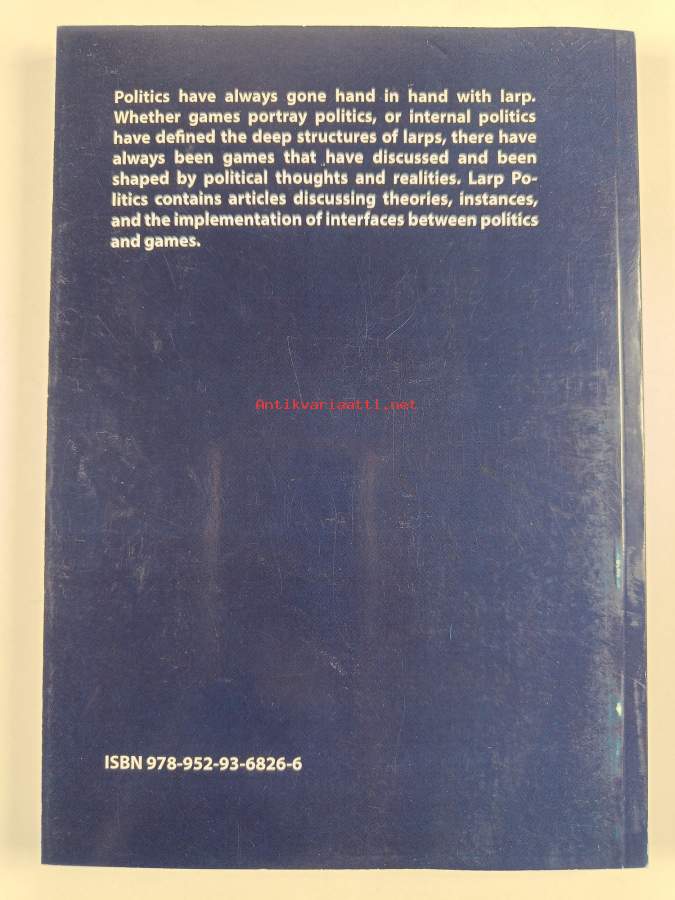 Politics have always gone hand in hand with larp.
Whether games portray politics, or internal politics
have defined the deep structures of larps, there have
always been games that have discussed and been
shaped by political thoughts and realities. Larp Po-
litics contains articles discussing theories, instances,
and the implementation of interfaces between politics
and games.
Antikvariaatti.net
ISBN 978-952-93-6826-6